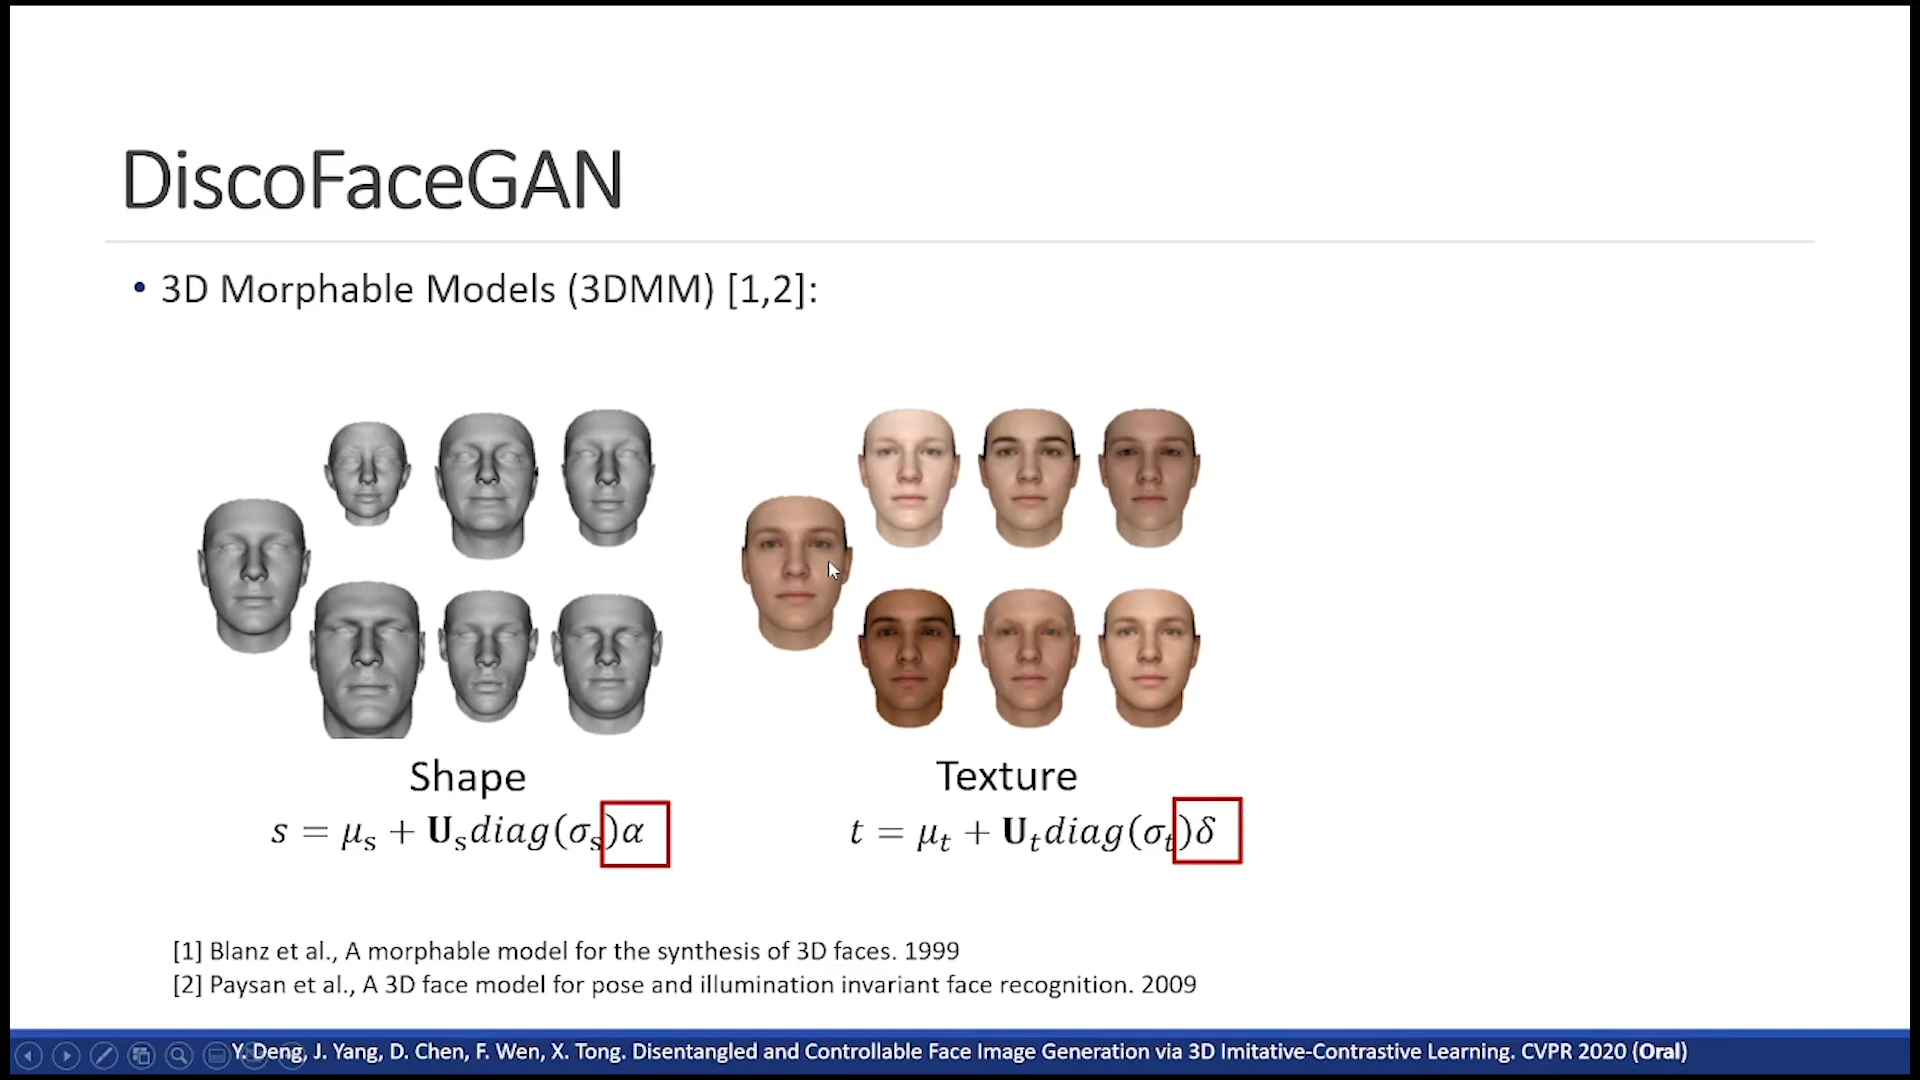 DiscoFaceGAN
• 3D Morphable Models (3DMM) [1,2]:
Shape
Texture
s = μₛ + 𝐔ₛdiag(σₛ)α
t = μₜ + 𝐔ₜdiag(σₜ)δ
[1] Blanz et al., A morphable model for the synthesis of 3D faces. 1999
[2] Paysan et al., A 3D face model for pose and illumination invariant face recognition. 2009
Y. Deng, J. Yang, D. Chen, F. Wen, X. Tong. Disentangled and Controllable Face Image Generation via 3D Imitative-Contrastive Learning. CVPR 2020 (Oral)